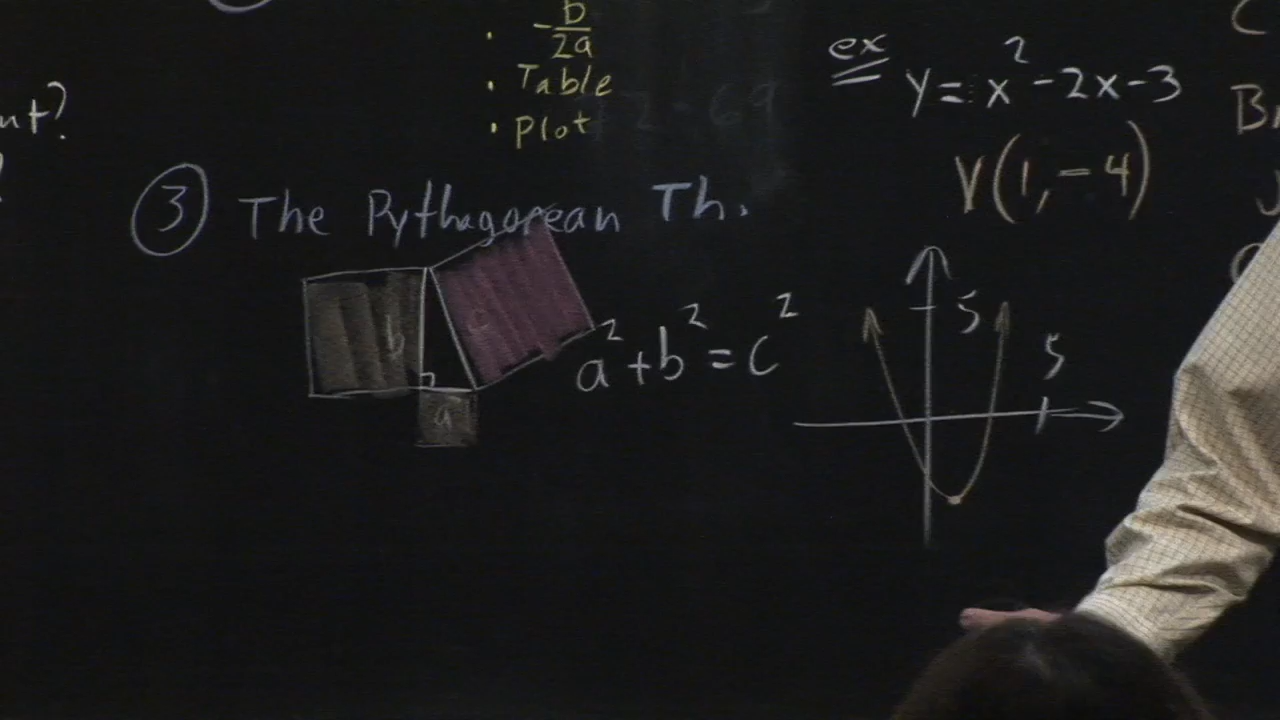 - b
2a
• Table
• Plot
ex
y = x² - 2x - 3
V(1, -4)
③ The Pythagorean Th.
b
c
a
a² + b² = c²
5
5